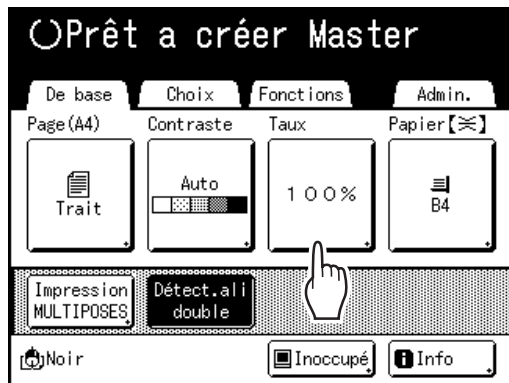 Prêt a créer Master
De base Choix Fonctions Admin.
Page(A4) Contraste Taux Papier【】
Trait Auto 100% B4
Impression MULTIPOSES
Détect.ali double
Noir Inoccupé Info